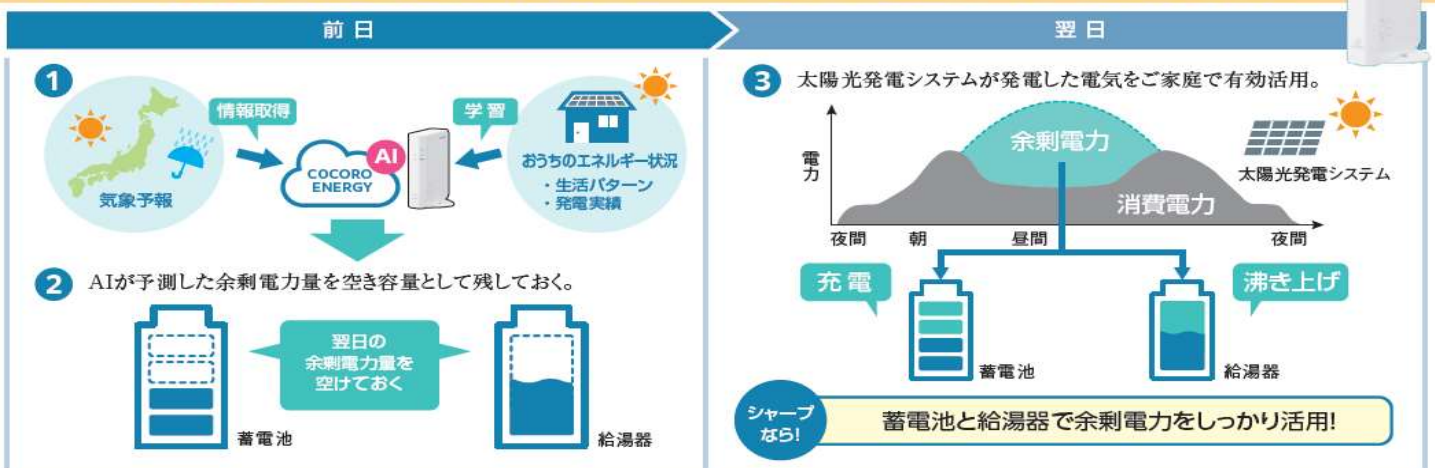 前日
翌日
1
情報取得
学習
AI
COCORO
ENERGY
気象予報
おうちのエネルギー状況
・生活パターン
・発電実績
2 AIが予測した余剰電力量を空き容量として残しておく。
翌日の
余剰電力量を
空けておく
蓄電池
給湯器
3 太陽光発電システムが発電した電気をご家庭で有効活用。
電力
余剰電力
消費電力
太陽光発電システム
夜間 朝 昼間 夜間
充電
沸き上げ
蓄電池
給湯器
シャープ
なら!
蓄電池と給湯器で余剰電力をしっかり活用!